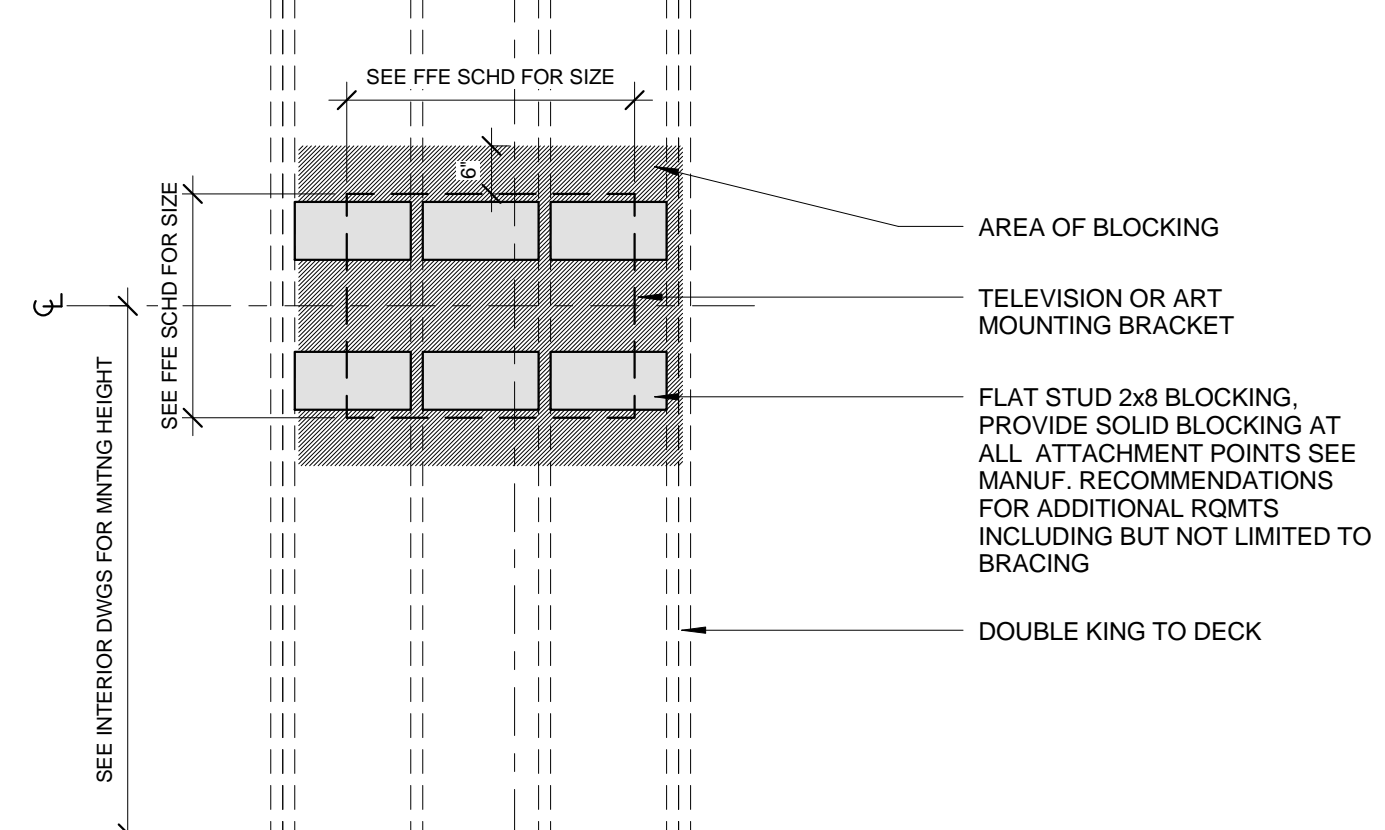 SEE FFE SCHD FOR SIZE
6"
SEE FFE SCHD FOR SIZE
CL
SEE INTERIOR DWGS FOR MNTNG HEIGHT
AREA OF BLOCKING
TELEVISION OR ART
MOUNTING BRACKET
FLAT STUD 2x8 BLOCKING,
PROVIDE SOLID BLOCKING AT
ALL ATTACHMENT POINTS SEE
MANUF. RECOMMENDATIONS
FOR ADDITIONAL RQMTS
INCLUDING BUT NOT LIMITED TO
BRACING
DOUBLE KING TO DECK